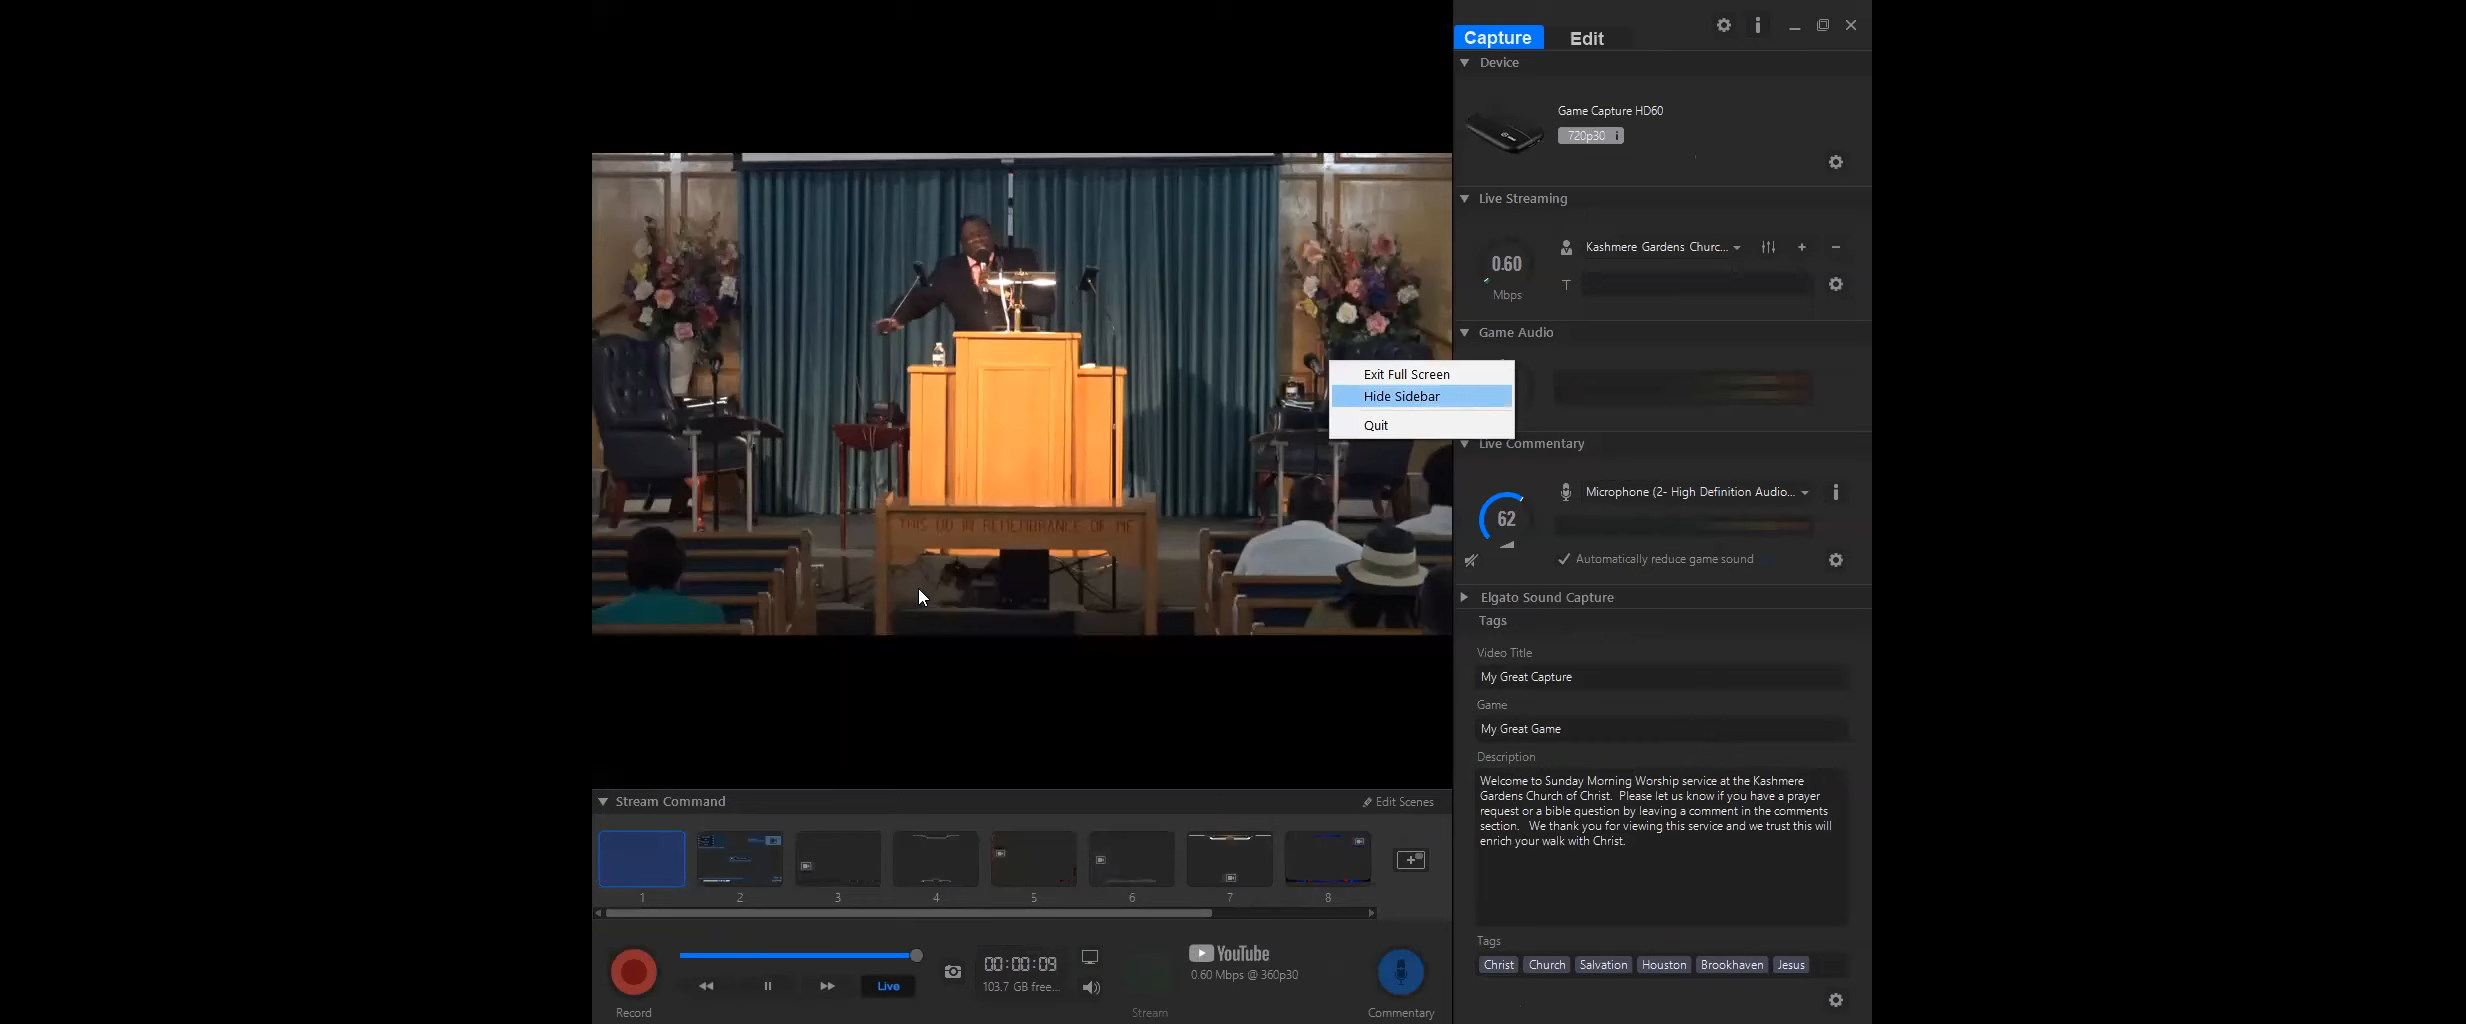 Capture
Edit
Device
Game Capture HD60
720p30
Live Streaming
0.60
Mbps
Kashmere Gardens Churc...
Game Audio
Exit Full Screen
Hide Sidebar
Quit
Live Commentary
Microphone (2- High Definition Audio...
62
Automatically reduce game sound
THIS DO IN REMEMBRANCE OF ME
Elgato Sound Capture
Tags
Video Title
My Great Capture
Game
My Great Game
Description
Welcome to Sunday Morning Worship service at the Kashmere
Gardens Church of Christ. Please let us know if you have a prayer
request or a bible question by leaving a comment in the comments
section. We thank you for viewing this service and we trust this will
enrich your walk with Christ.
Tags
Christ Church Salvation Houston Brookhaven Jesus
Stream Command
Edit Scenes
1 2 3 4 5 6 7 8
Live
00:00:09
103.7 GB free...
YouTube
0.60 Mbps @ 360p30
Record
Stream
Commentary